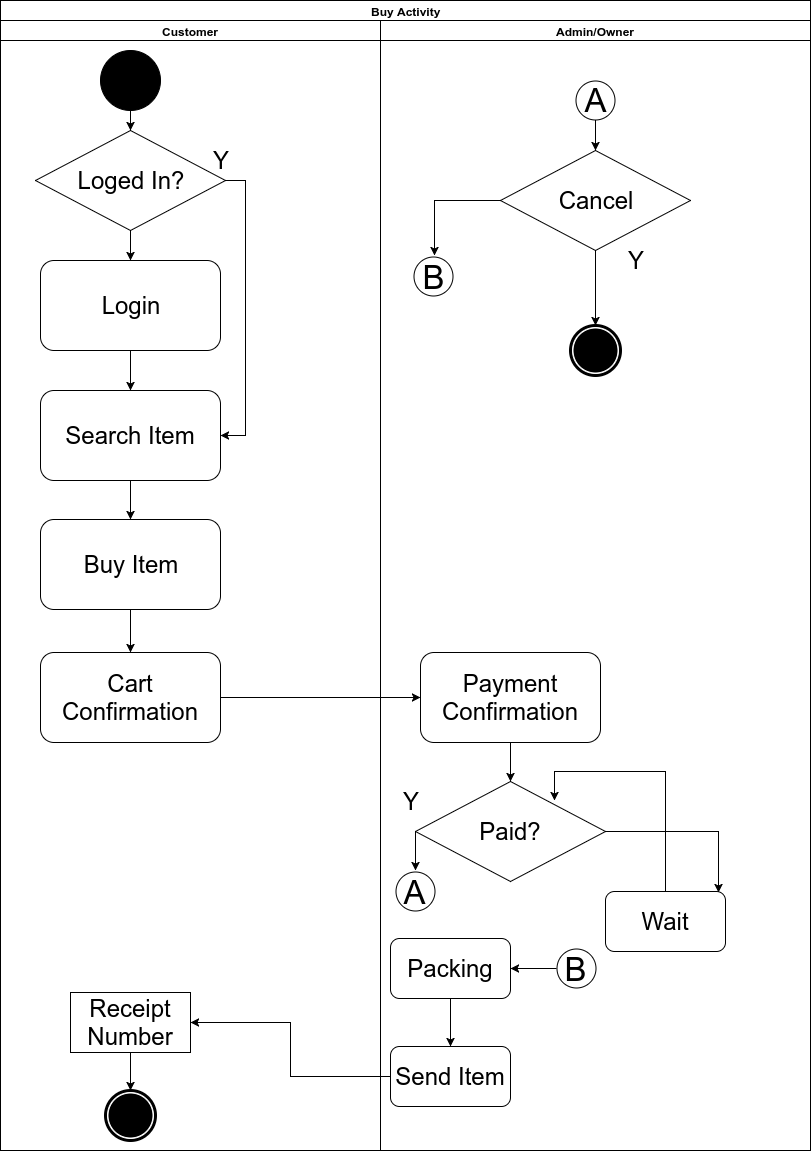 Buy Activity
Customer
Admin/Owner
Loged In?
Y
Login
Search Item
Buy Item
Cart
Confirmation
A
Cancel
B
Y
Payment
Confirmation
Paid?
Y
A
Wait
Packing
B
Send Item
Receipt
Number